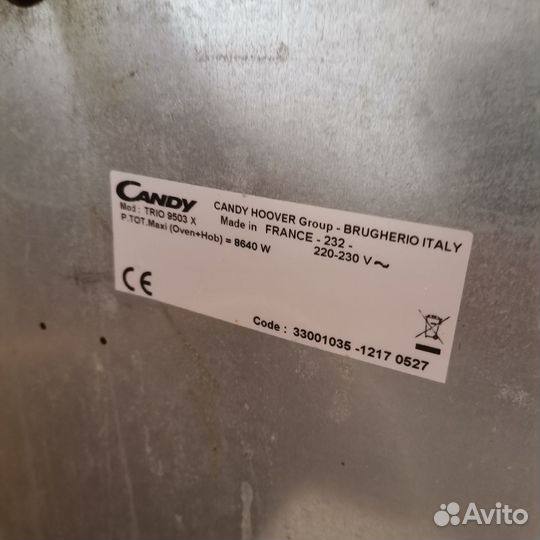 CANDY
CANDY HOOVER Group - BRUGHERIO ITALY
Mod : TRIO 9503 X
Made in FRANCE - 232 -
P.TOT.Maxi (Oven+Hob) = 8640 W
220-230 V ~
CE
Code : 33001035 -1217 0527
Avito